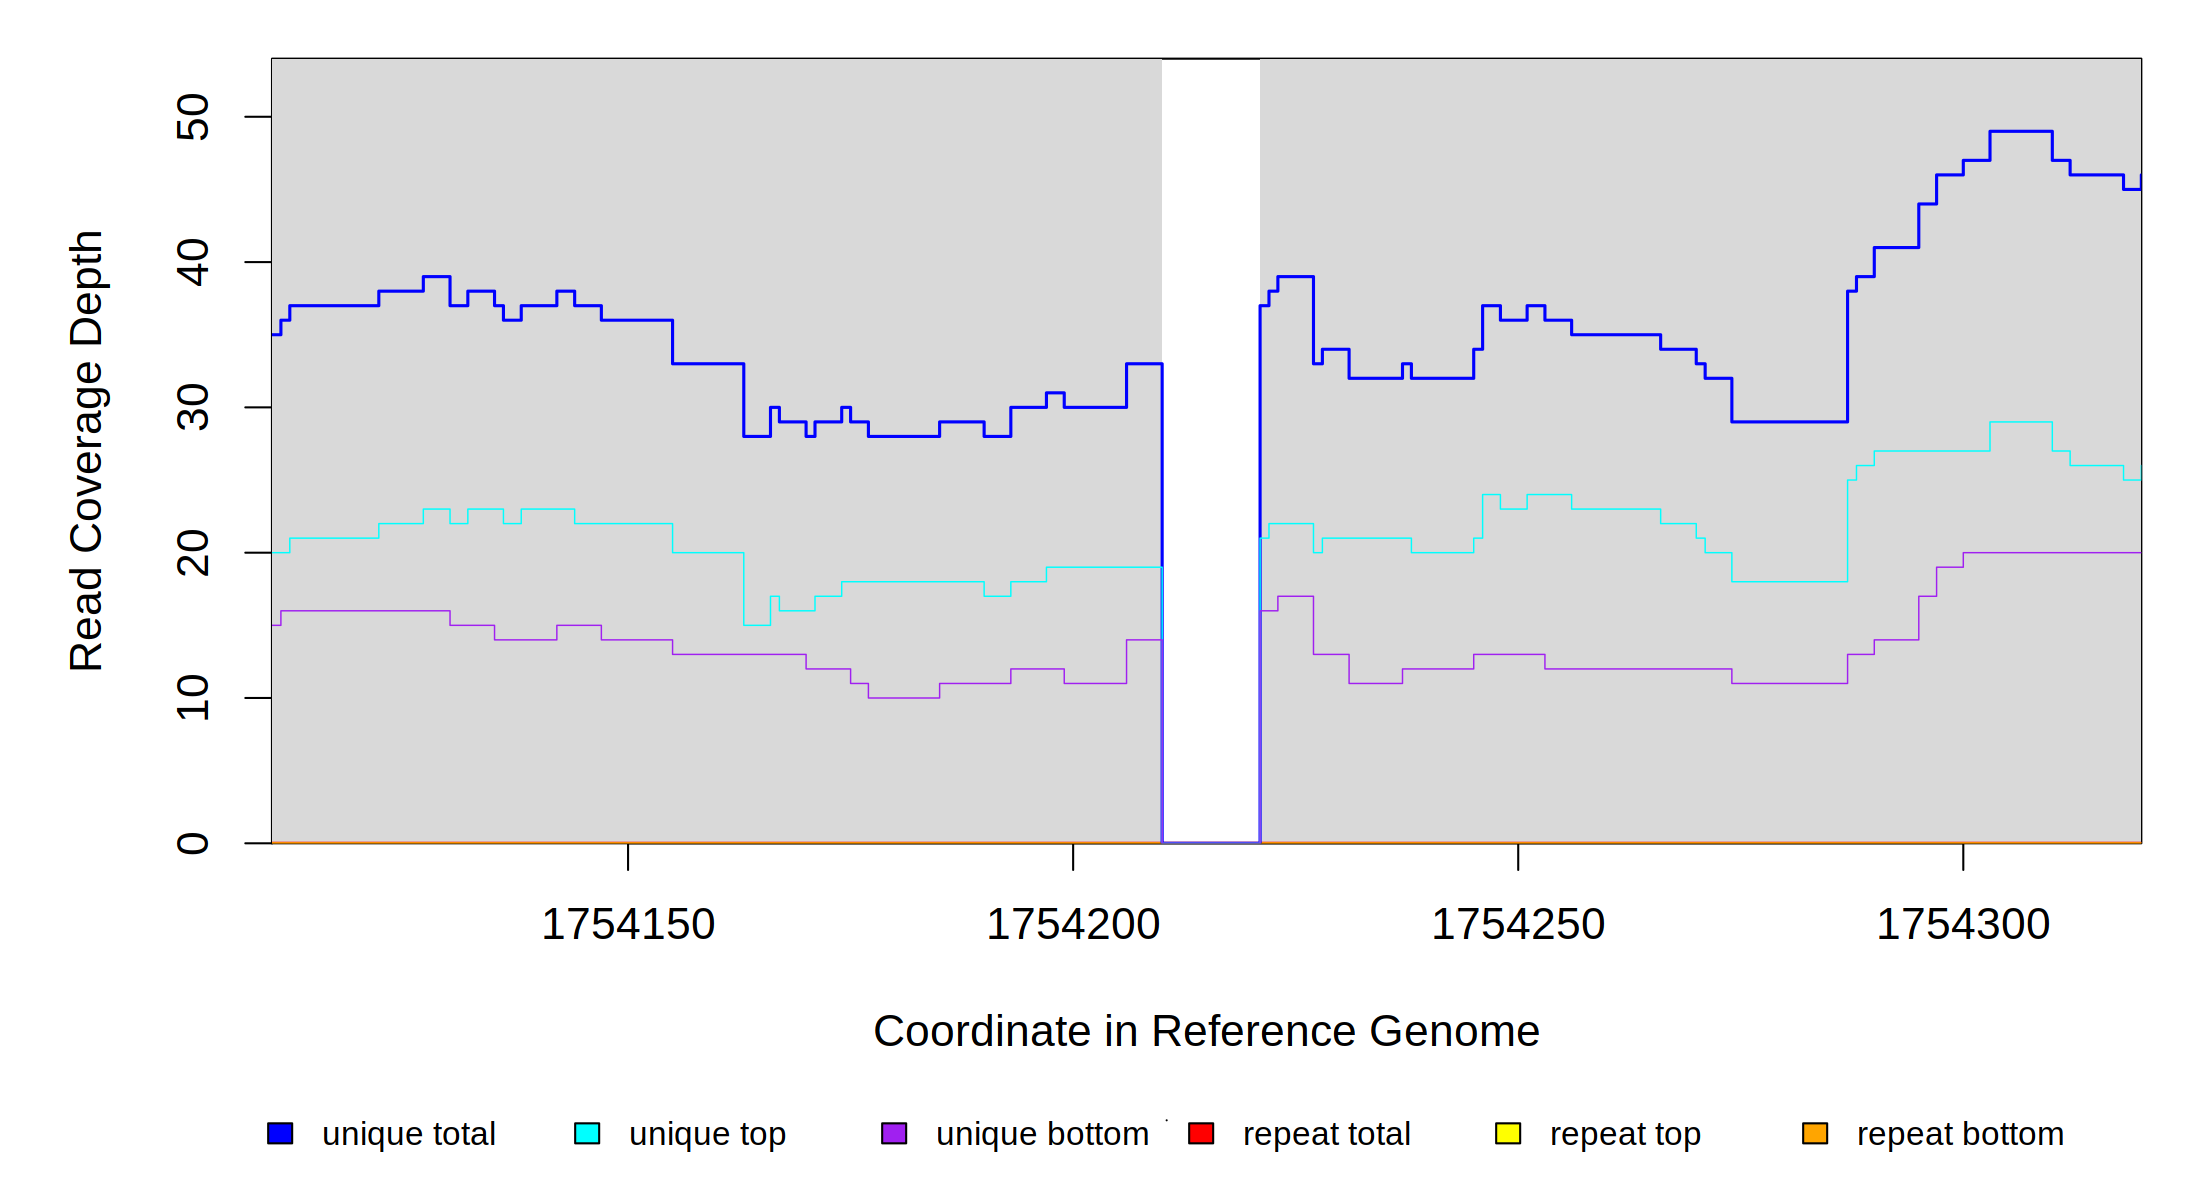 50
40
30
20
10
0
Read Coverage Depth
1754150 1754200 1754250 1754300
Coordinate in Reference Genome
unique total unique top unique bottom repeat total repeat top repeat bottom